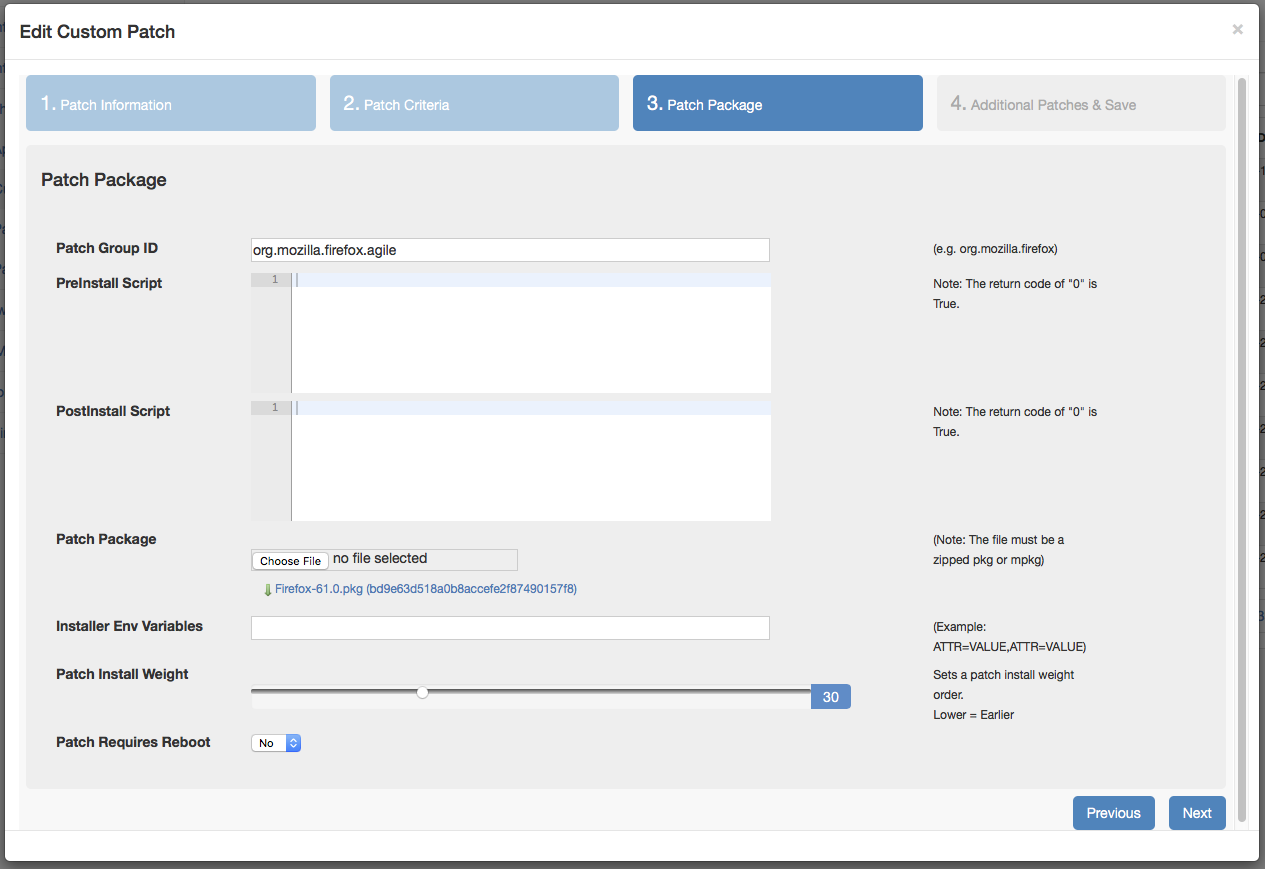 Edit Custom Patch
×
1. Patch Information
2. Patch Criteria
3. Patch Package
4. Additional Patches & Save
Patch Package
Patch Group ID
org.mozilla.firefox.agile
(e.g. org.mozilla.firefox)
PreInstall Script
1
Note: The return code of "0" is
True.
PostInstall Script
1
Note: The return code of "0" is
True.
Patch Package
Choose File no file selected
(Note: The file must be a
zipped pkg or mpkg)
Firefox-61.0.pkg (bd9e63d518a0b8accefe2f87490157f8)
Installer Env Variables
(Example:
ATTR=VALUE,ATTR=VALUE)
Patch Install Weight
30
Sets a patch install weight
order.
Lower = Earlier
Patch Requires Reboot
No
Previous
Next